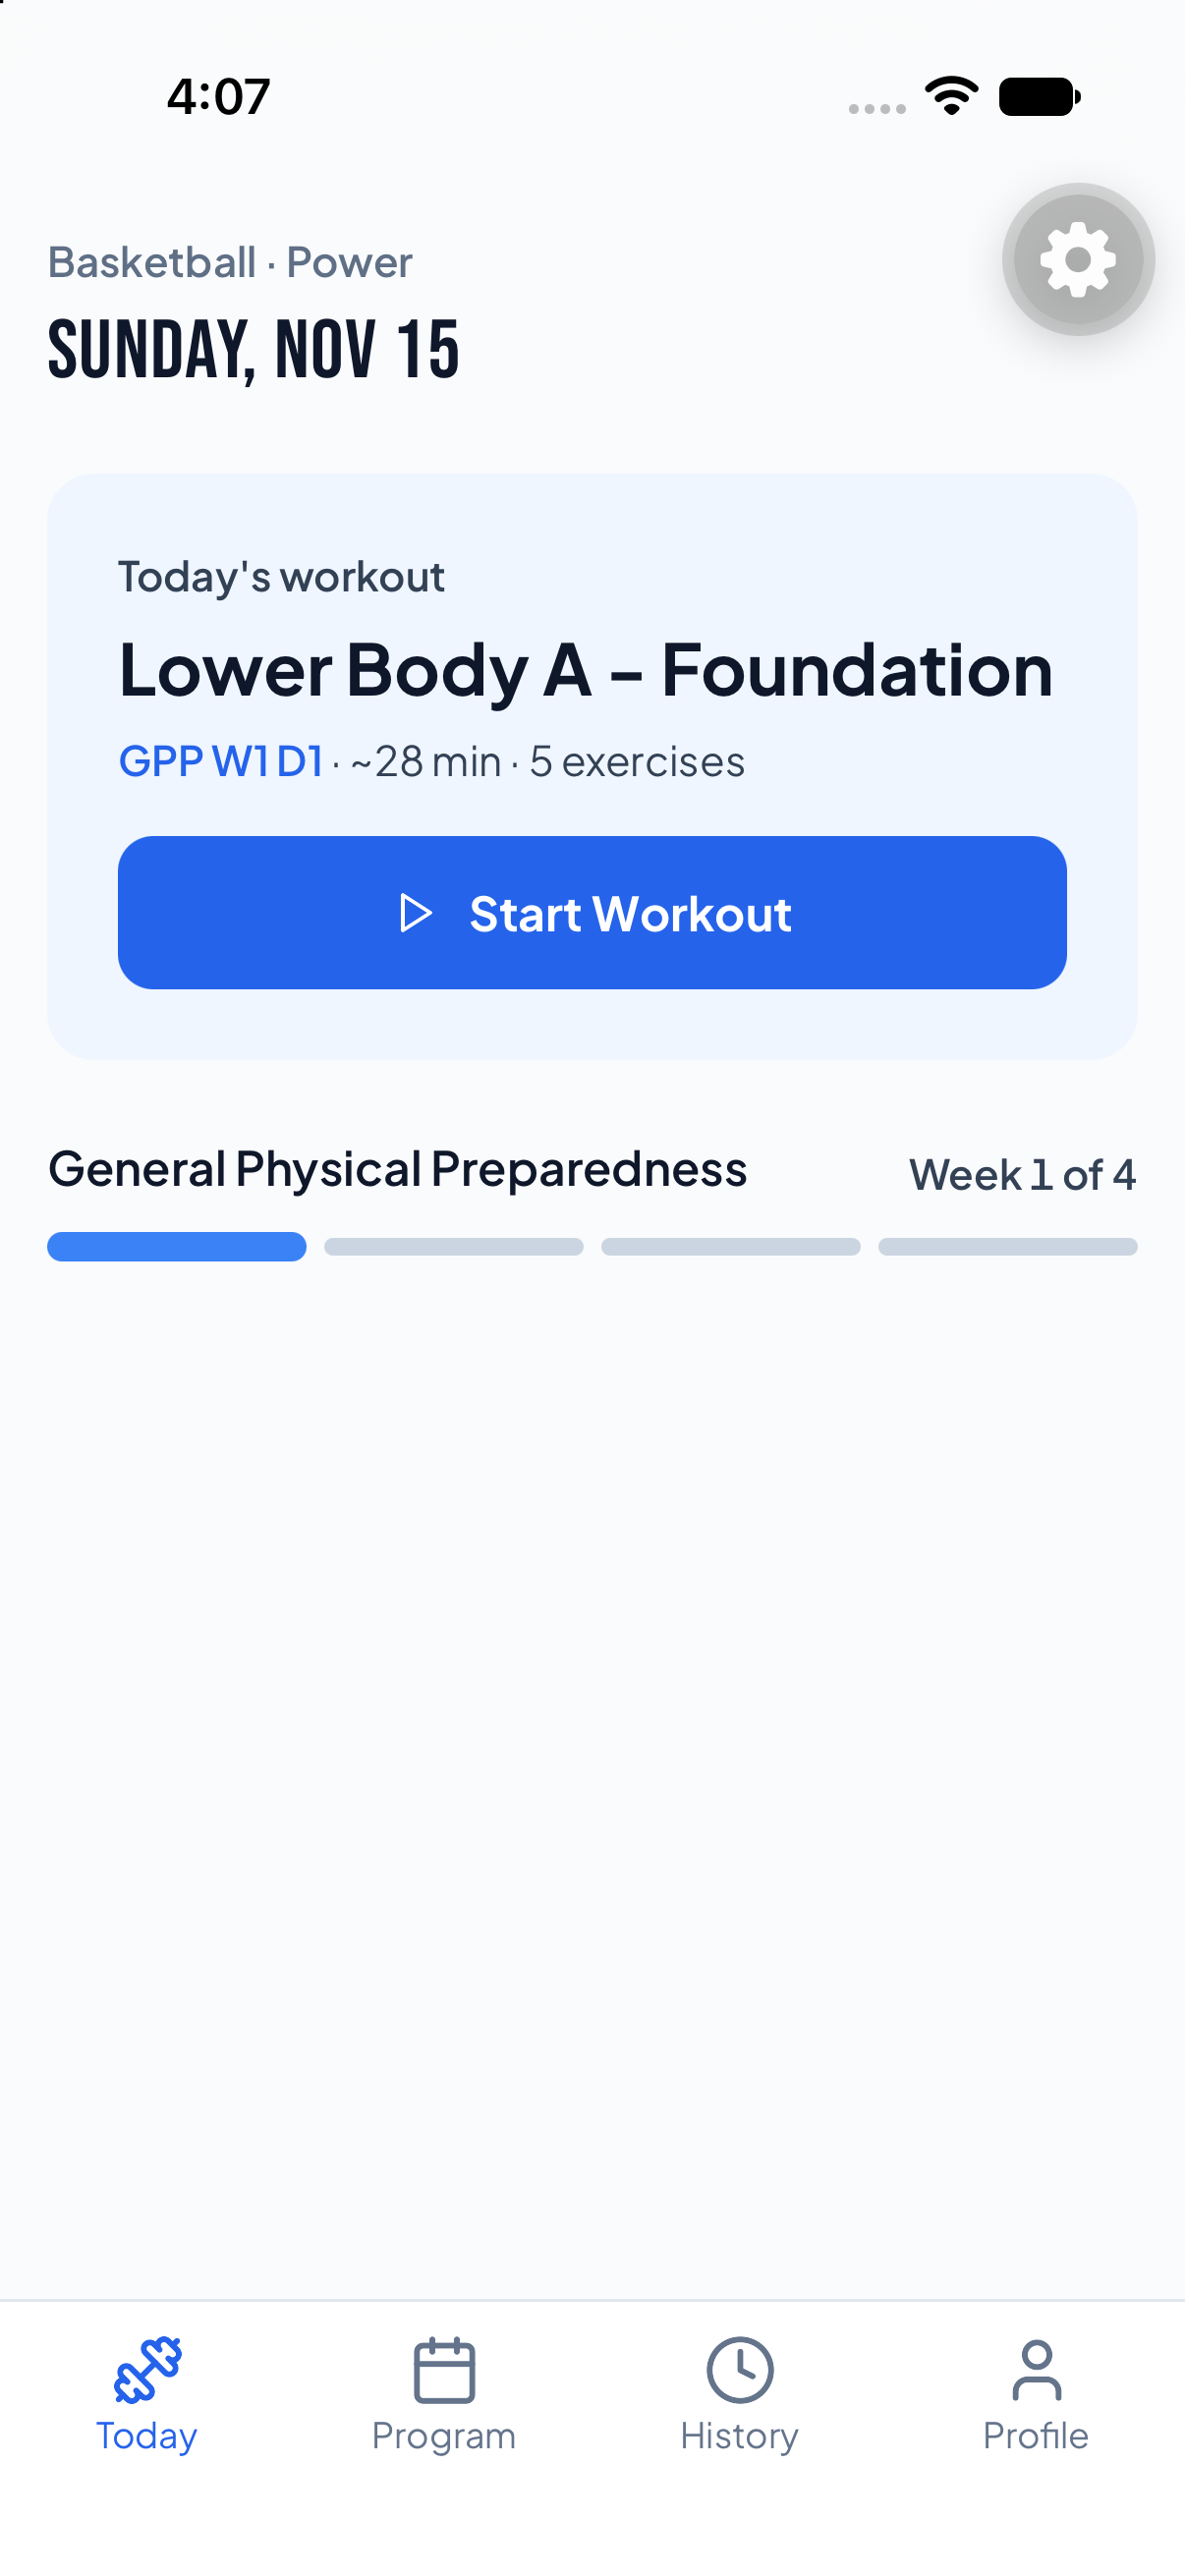 4:07
Basketball · Power
SUNDAY, NOV 15
Today's workout
Lower Body A – Foundation
GPP W1 D1 · ~28 min · 5 exercises
Start Workout
General Physical Preparedness
Week 1 of 4
Today
Program
History
Profile